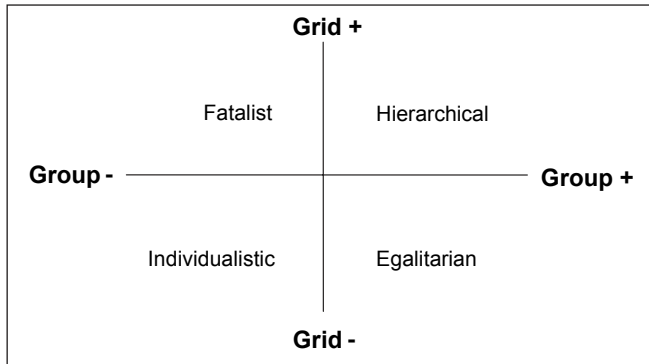 Grid +
Fatalist Hierarchical
Group - Group +
Individualistic Egalitarian
Grid -